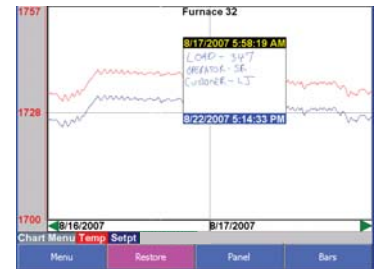 1757
Furnace 32
8/17/2007 5:58:19 AM
LOAD - 347
OPERATOR - SR
CUSTOMER - LJ
1728
8/22/2007 5:14:33 PM
1700
8/16/2007
8/17/2007
Chart Menu Temp Setpt
Menu Restore Panel Bars